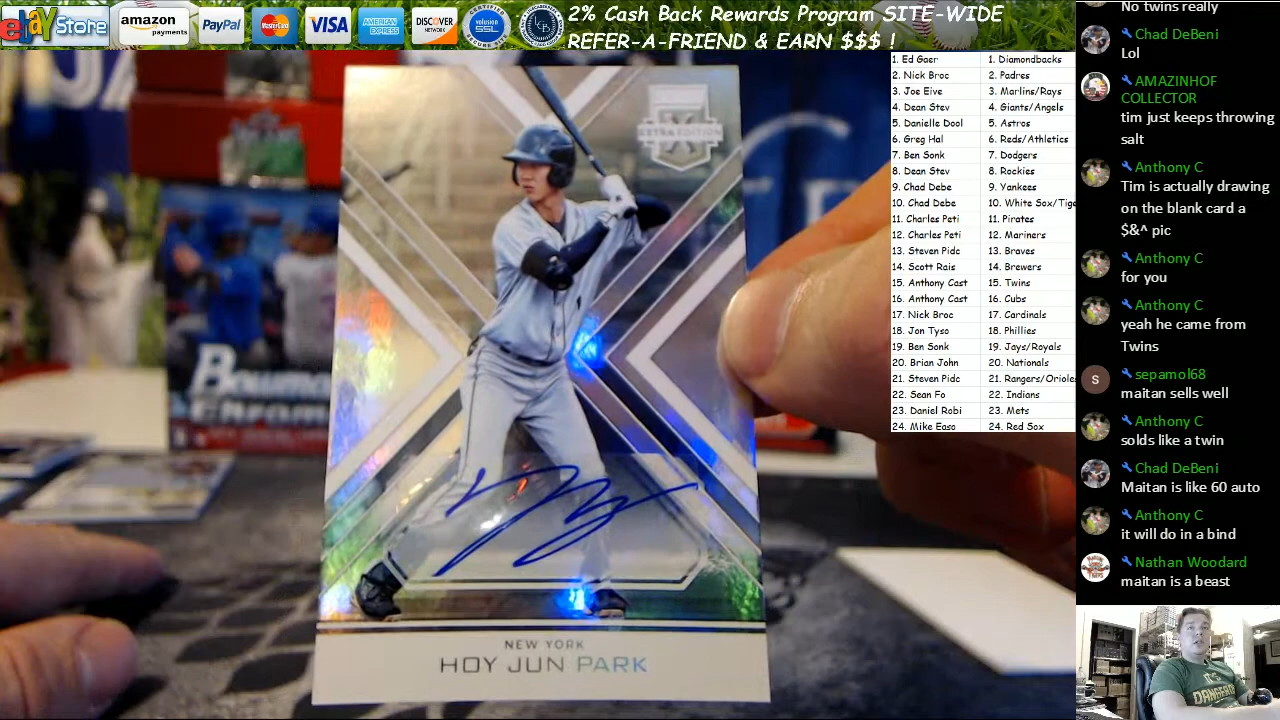 ebay Store
amazon payments
PayPal
MasterCard
VISA
AMERICAN EXPRESS
DISCOVER NETWORK
volusion SSL
2% Cash Back Rewards Program SITE-WIDE
REFER-A-FRIEND & EARN $$$ !
1. Ed Gaer 1. Diamondbacks
2. Nick Broc 2. Padres
3. Joe Eive 3. Marlins/Rays
4. Dean Stev 4. Giants/Angels
5. Danielle Dool 5. Astros
6. Greg Hal 6. Reds/Athletics
7. Ben Sonk 7. Dodgers
8. Dean Stev 8. Rockies
9. Chad Debe 9. Yankees
10. Chad Debe 10. White Sox/Tige
11. Charles Peti 11. Pirates
12. Charles Peti 12. Mariners
13. Steven Pidc 13. Braves
14. Scott Rais 14. Brewers
15. Anthony Cast 15. Twins
16. Anthony Cast 16. Cubs
17. Nick Broc 17. Cardinals
18. Jon Tyso 18. Phillies
19. Ben Sonk 19. Jays/Royals
20. Brian John 20. Nationals
21. Steven Pidc 21. Rangers/Orioles
22. Sean Fo 22. Indians
23. Daniel Robi 23. Mets
24. Mike Easo 24. Red Sox
No twins really
Chad DeBeni
Lol
AMAZINHOF
COLLECTOR
tim just keeps throwing
salt
Anthony C
Tim is actually drawing
on the blank card a
$&^ pic
Anthony C
for you
Anthony C
yeah he came from
Twins
S
sepamol68
maitan sells well
Anthony C
solds like a twin
Chad DeBeni
Maitan is like 60 auto
Anthony C
it will do in a bind
Nathan Woodard
maitan is a beast
EXTRA EDITION
NEW YORK
HOY JUN PARK